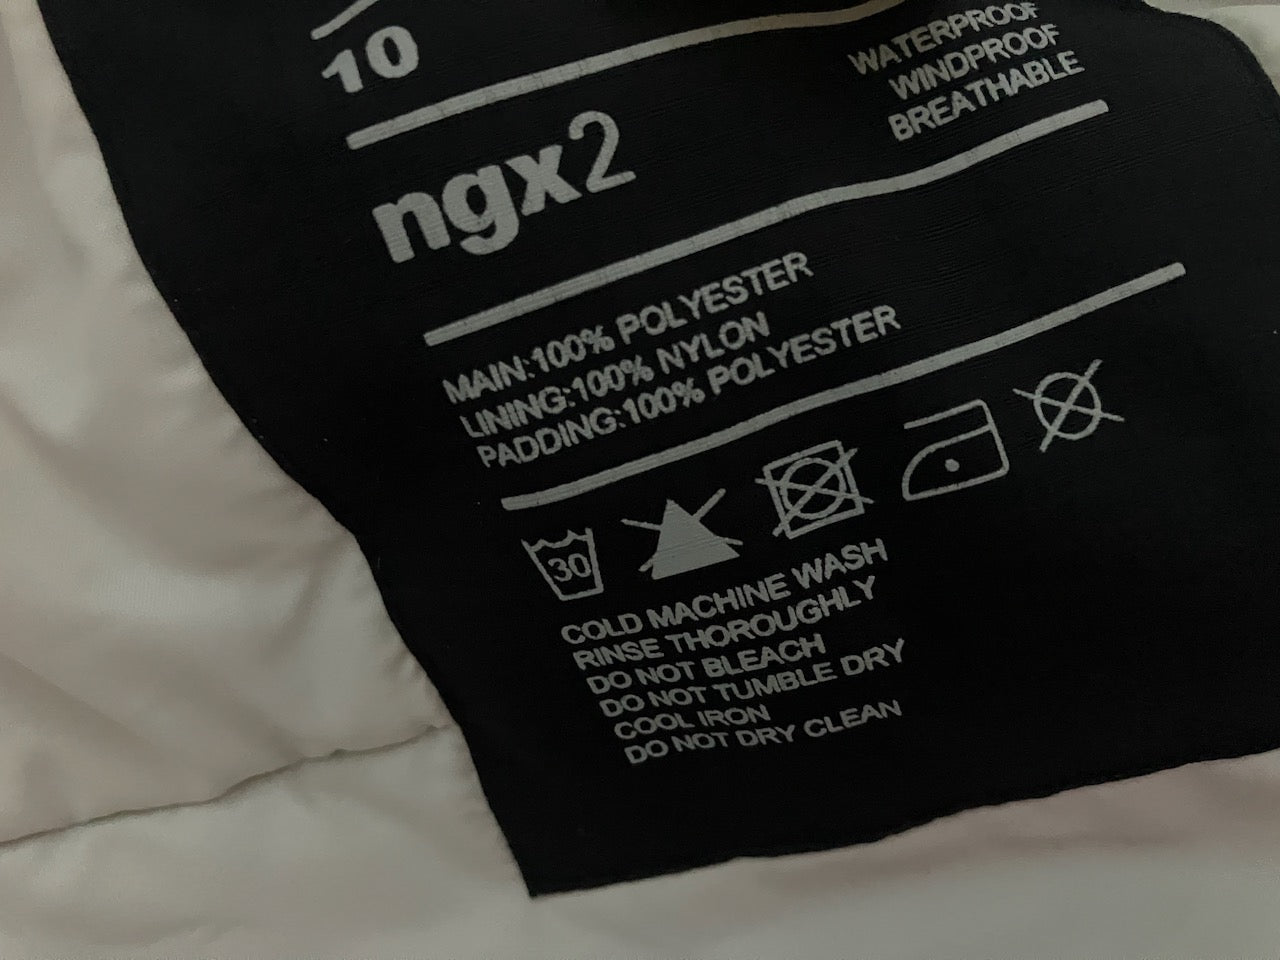 10
WATERPROOF
WINDPROOF
BREATHABLE
ngx2
MAIN:100% POLYESTER
LINING:100% NYLON
PADDING:100% POLYESTER
30
COLD MACHINE WASH
RINSE THOROUGHLY
DO NOT BLEACH
DO NOT TUMBLE DRY
COOL IRON
DO NOT DRY CLEAN